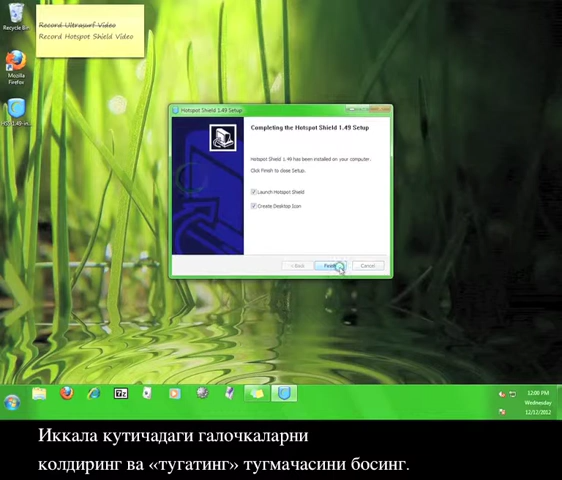 Record Ultrasurf Video
Record Hotspot Shield Video
Recycle Bin
Mozilla
Firefox
Hotspot Shield 1.49 Setup
Completing the Hotspot Shield 1.49 Setup
Hotspot Shield 1.49 has been installed on your computer.
Click Finish to close Setup.
Launch Hotspot Shield
Create Desktop Icon
< Back
Finish
Cancel
7z
12:00 PM
Wednesday
12/12/2012
Иккала кутичадаги галочкаларни
колдиринг ва «тугатинг» тугмачасини босинг.